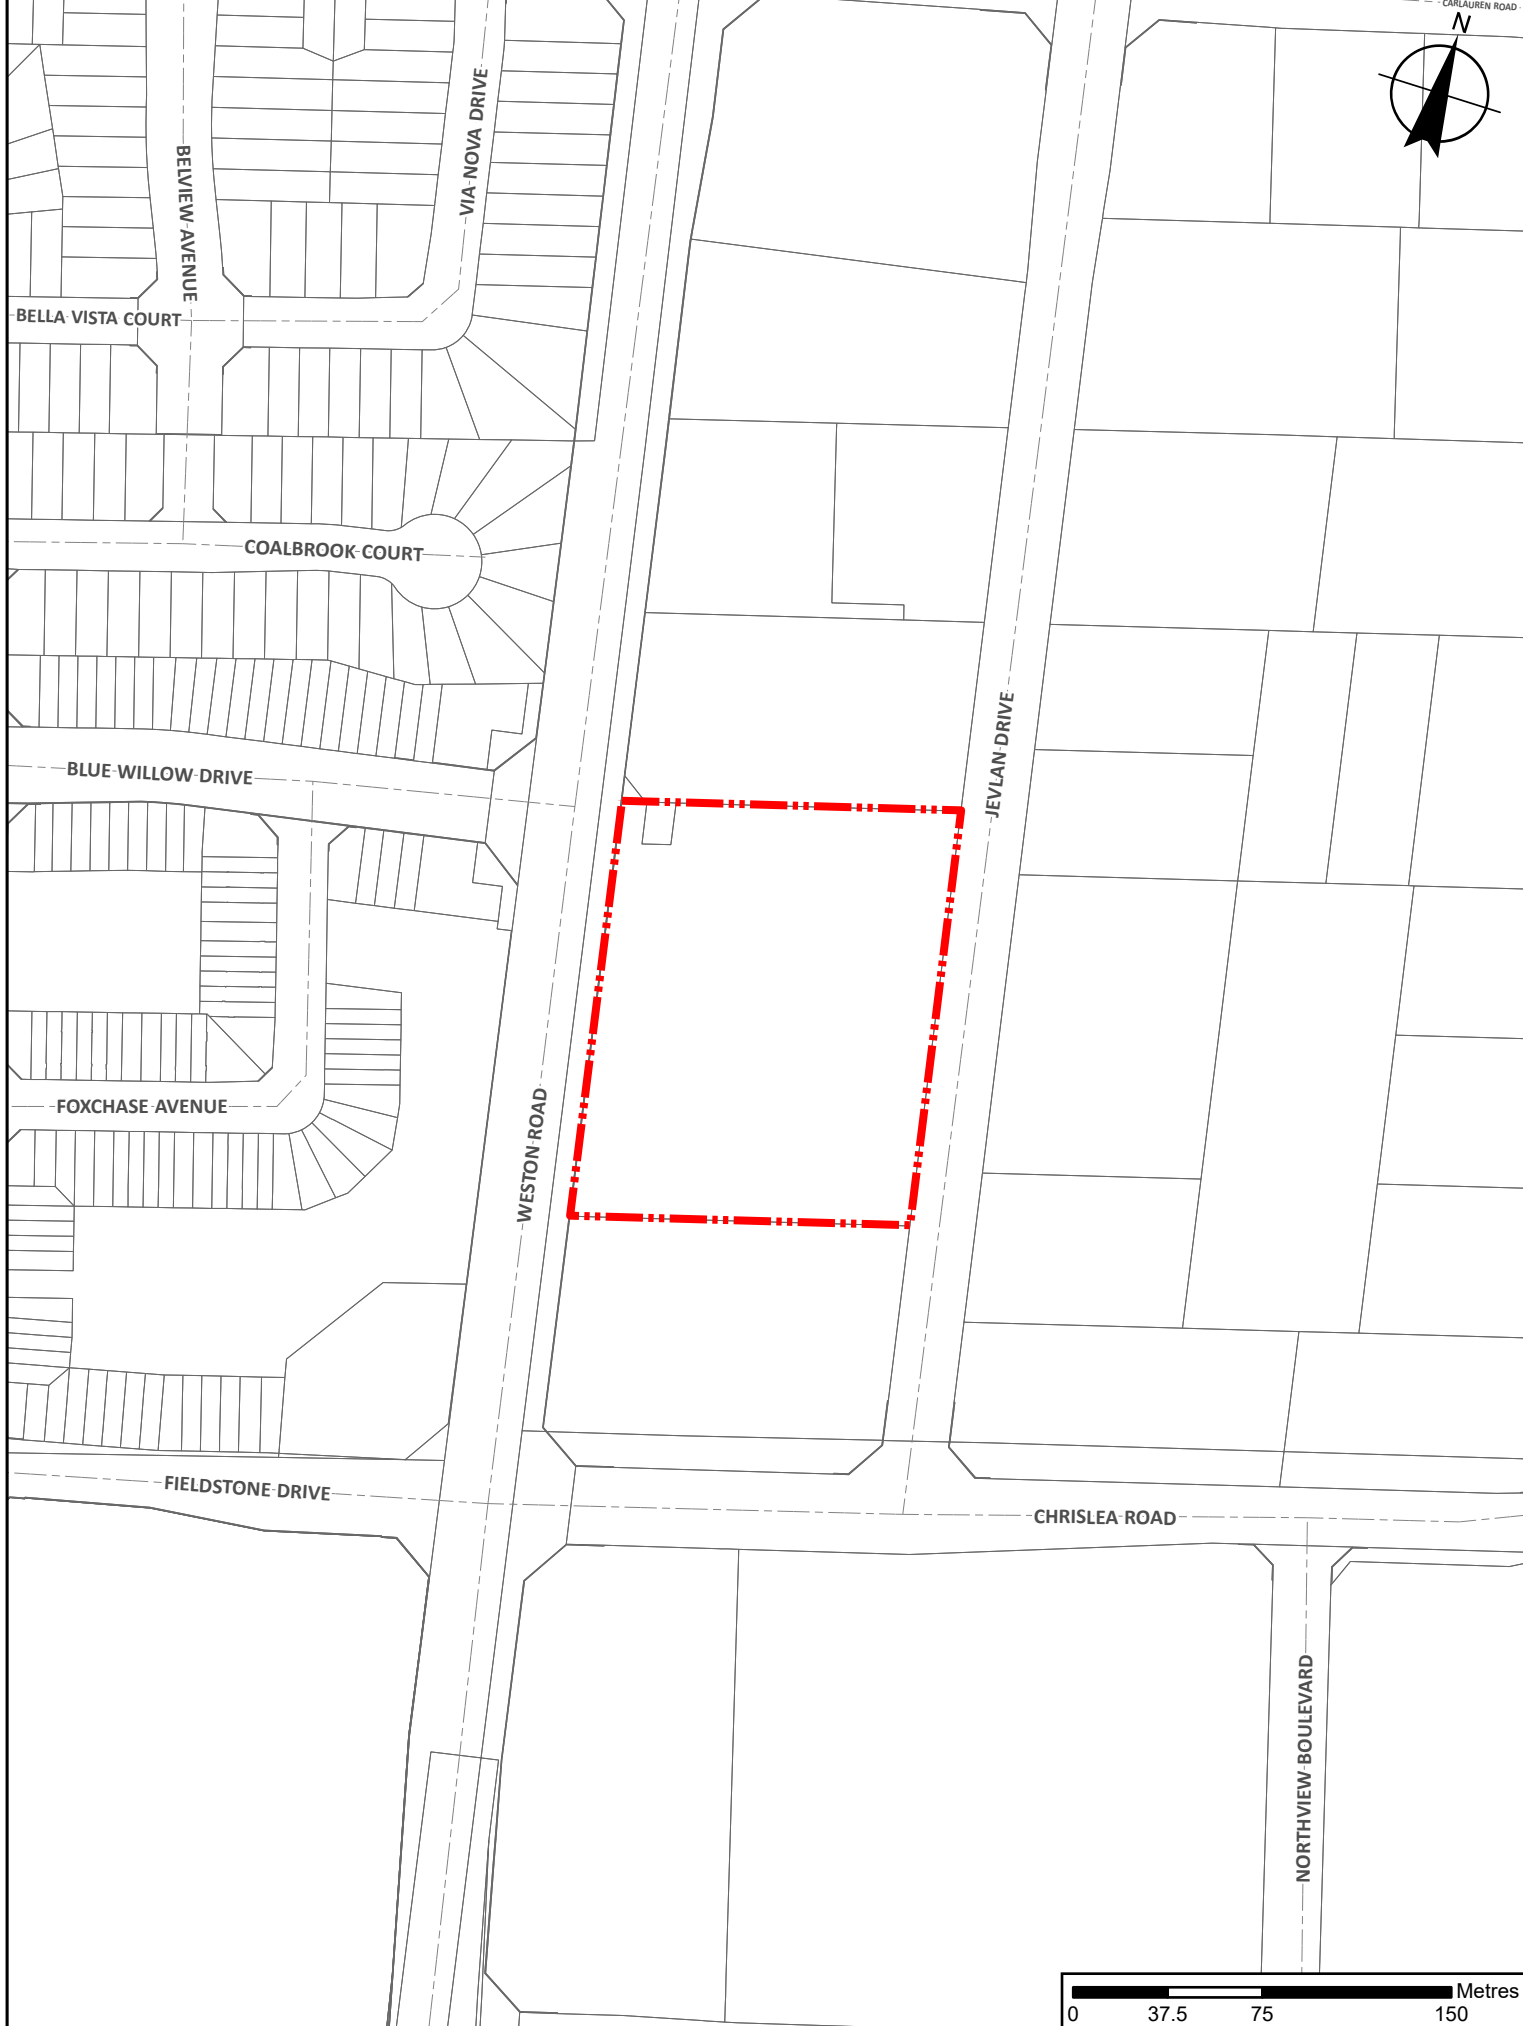 CARLAUREN ROAD
N
VIA NOVA DRIVE
BELVIEW AVENUE
BELLA VISTA COURT
COALBROOK COURT
JEVLAN DRIVE
BLUE WILLOW DRIVE
FOXCHASE AVENUE
WESTON ROAD
FIELDSTONE DRIVE
CHRISLEA ROAD
NORTHVIEW BOULEVARD
Metres
0 37.5 75 150